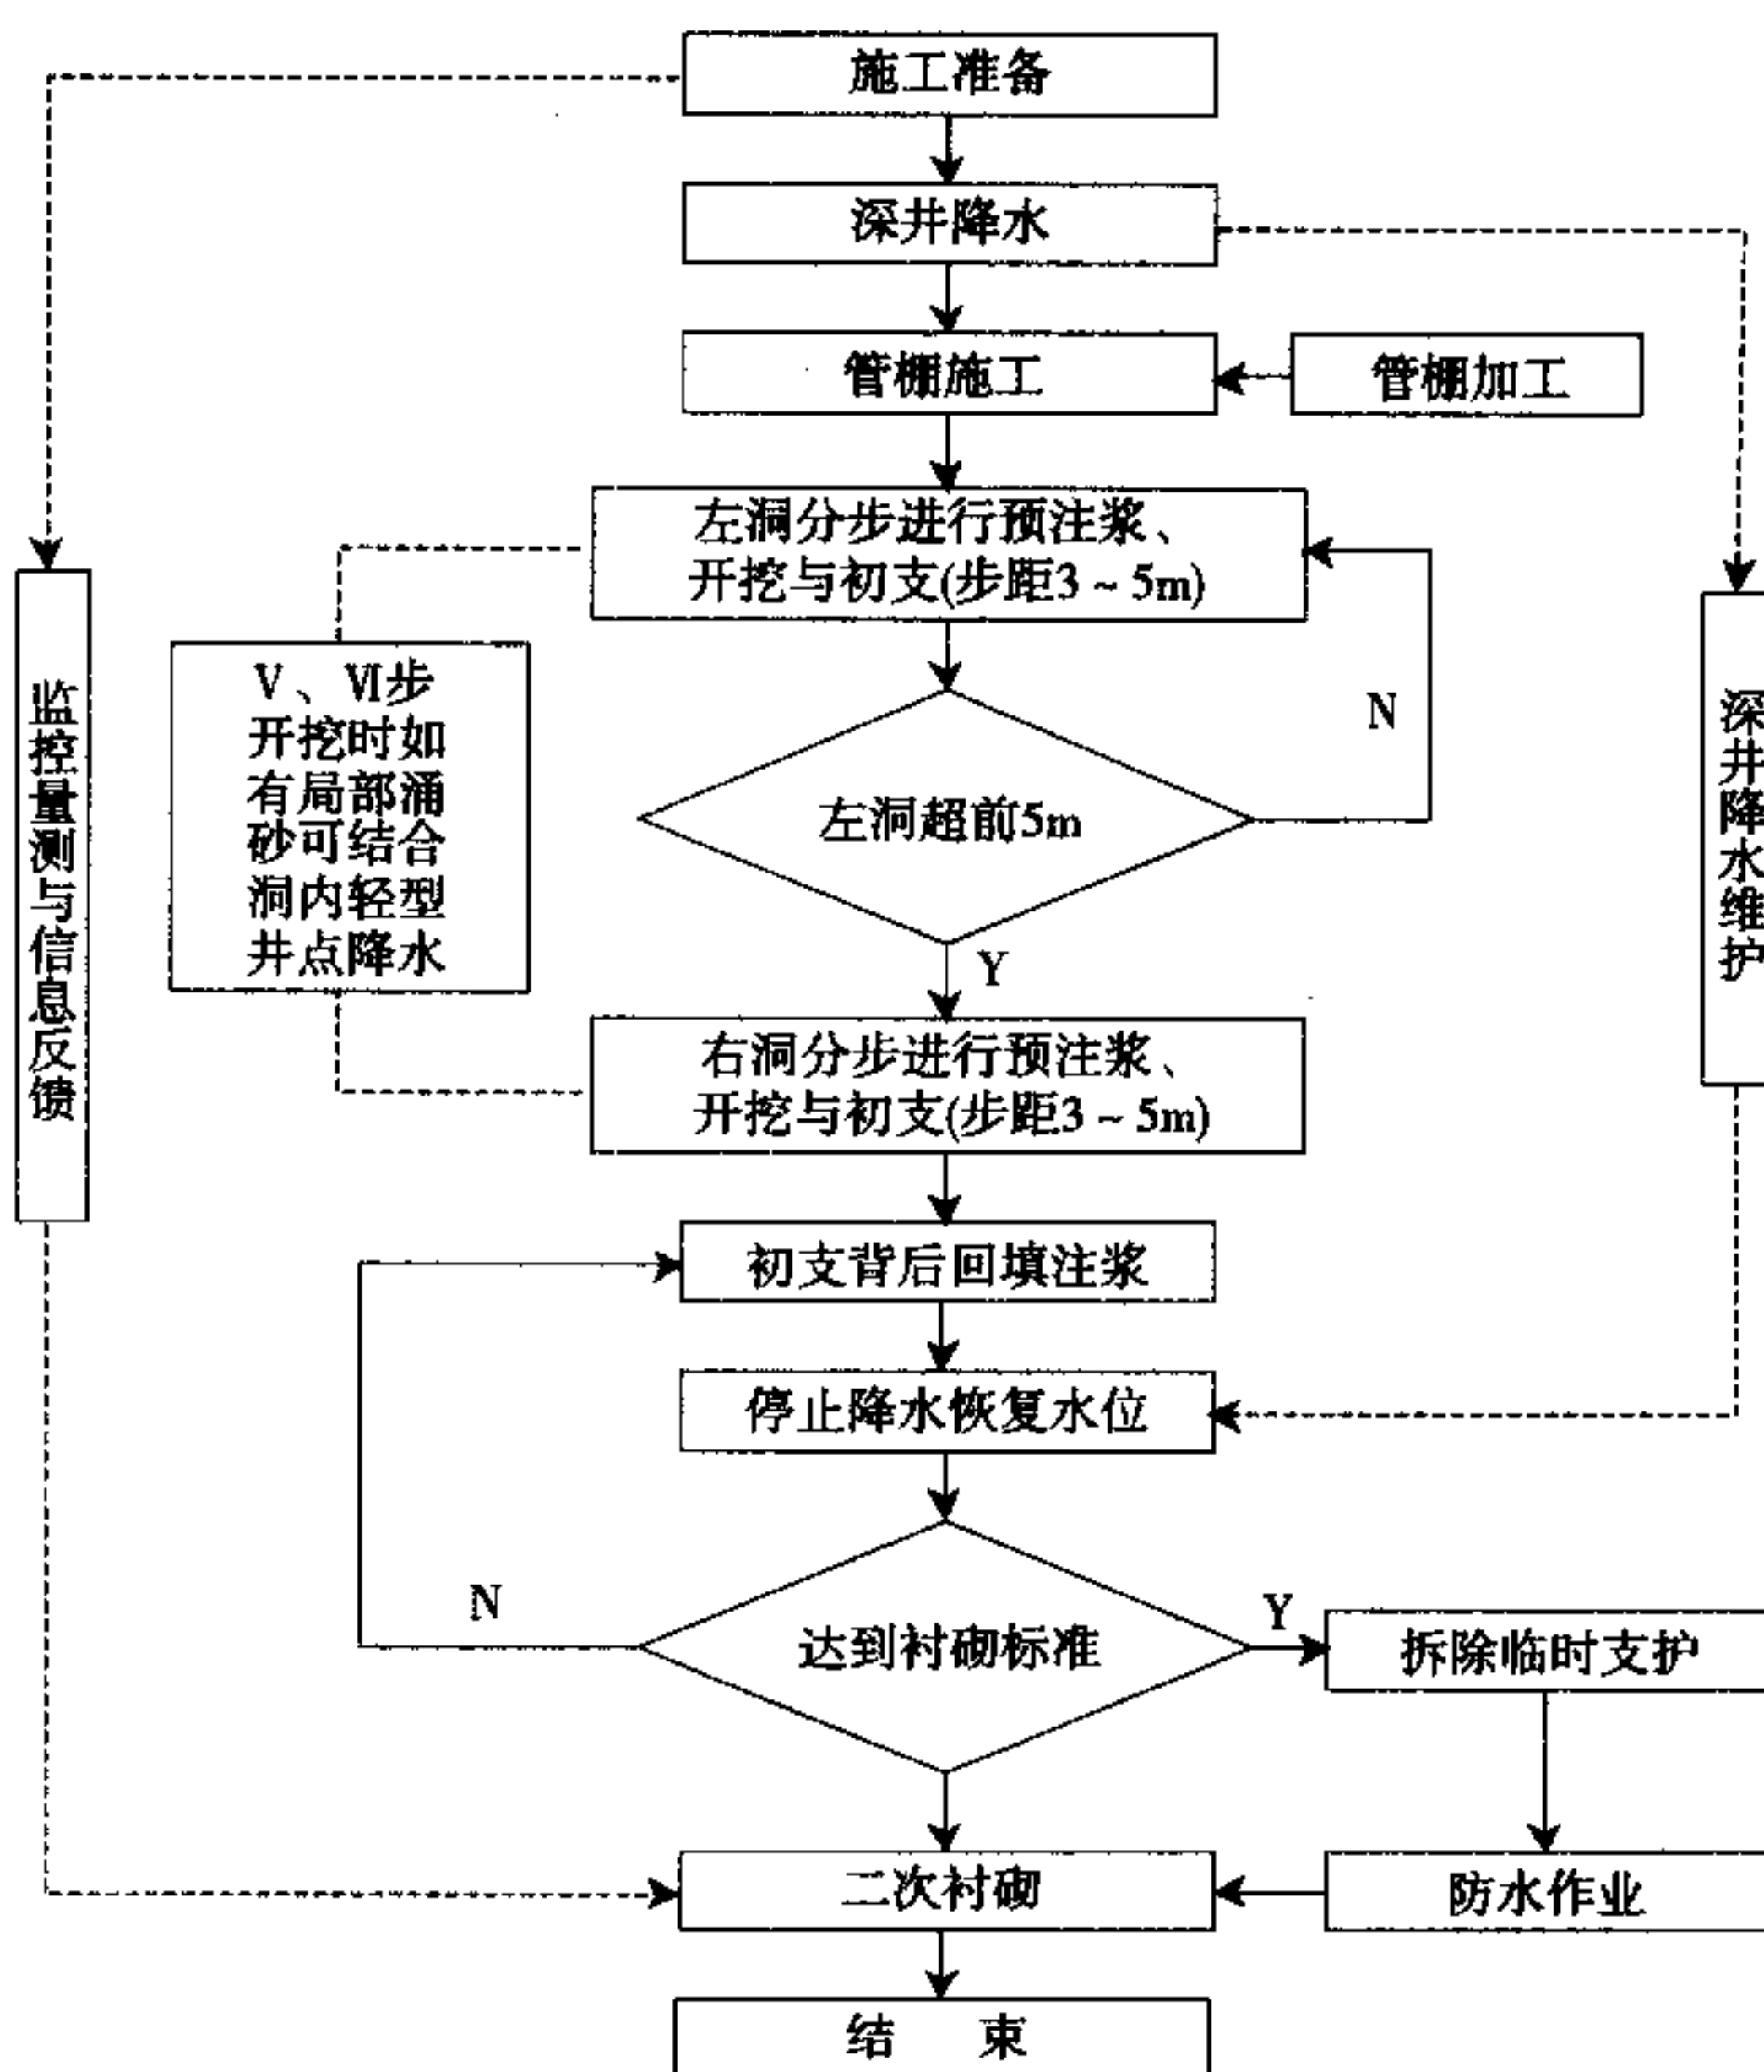 施工准备
深井降水
管棚施工
管棚加工
左洞分步进行预注浆、
开挖与初支(步距3~5m)
V、Ⅵ步
开挖时如
有局部涌
砂可结合
洞内轻型
井点降水
监控量测与信息反馈
左洞超前5m
N
深井降水维护
Y
右洞分步进行预注浆、
开挖与初支(步距3~5m)
初支背后回填注浆
停止降水恢复水位
N
达到衬砌标准
Y
拆除临时支护
二次衬砌
防水作业
结 束